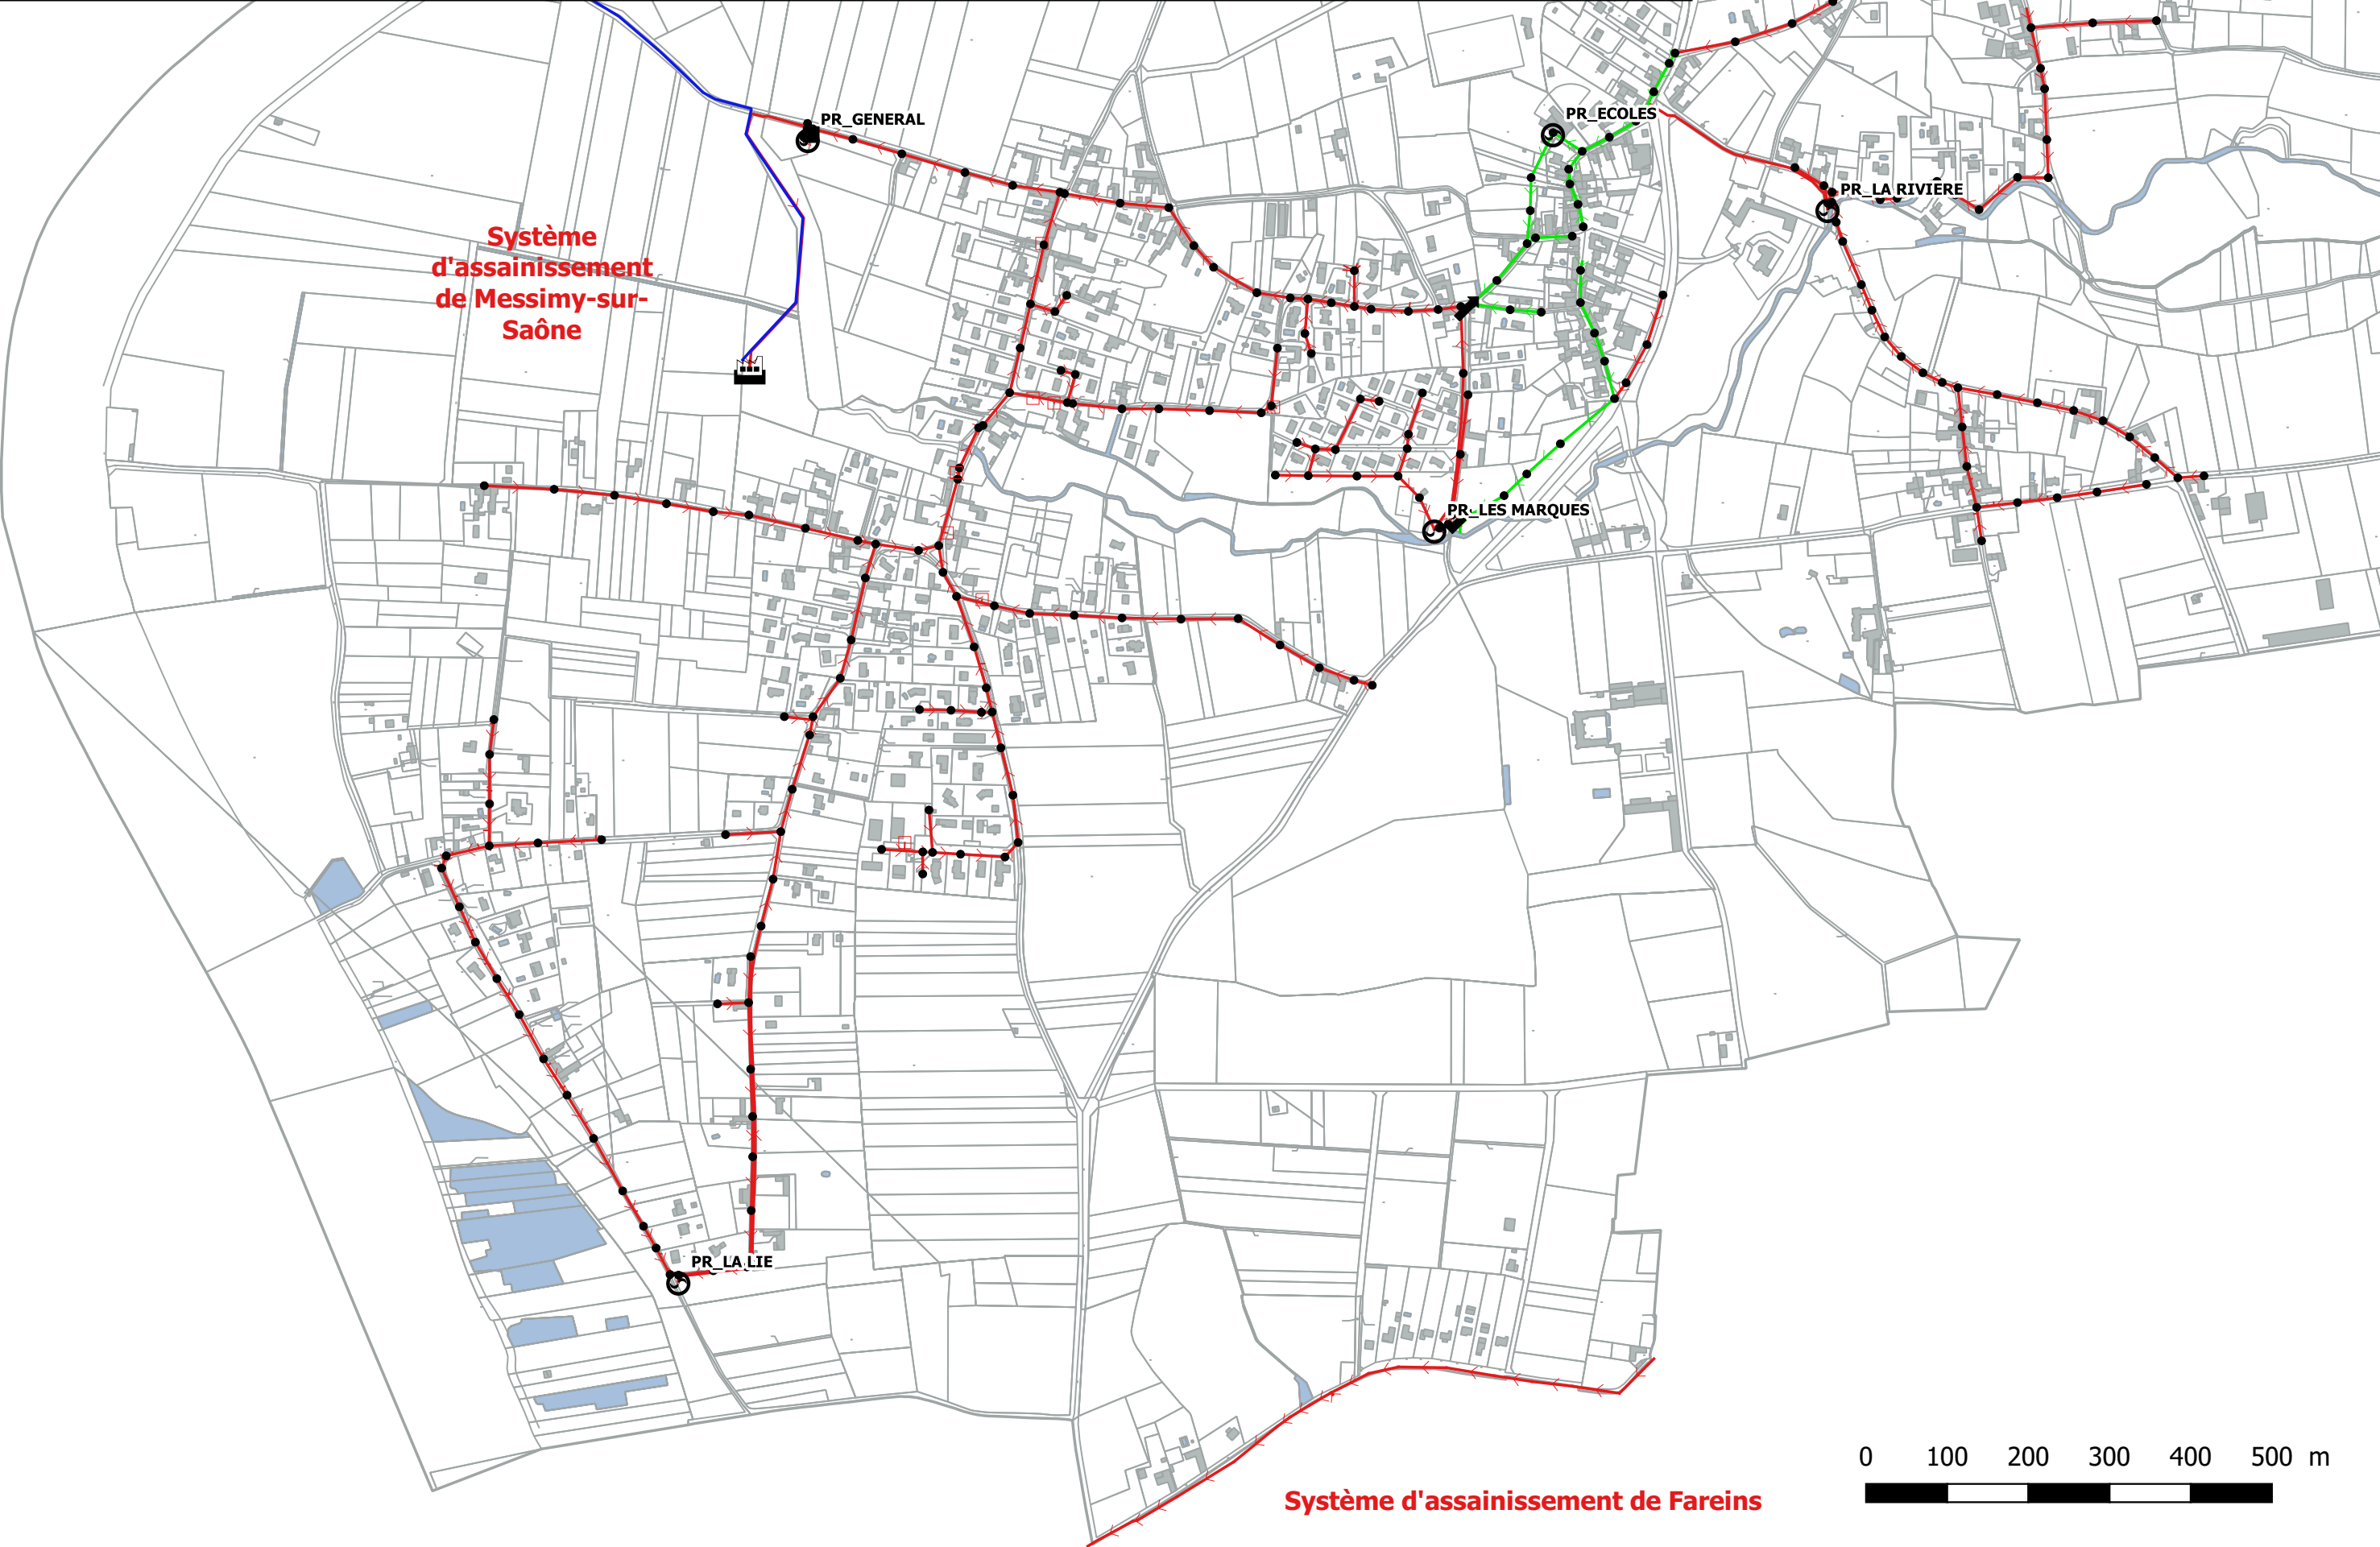 PR_ECOLES
PR_GENERAL
PR_LA RIVIERE
Système
d'assainissement
de Messimy-sur-
Saône
PR_LES MARQUES
PR_LA LIE
0 100 200 300 400 500 m
Système d'assainissement de Fareins